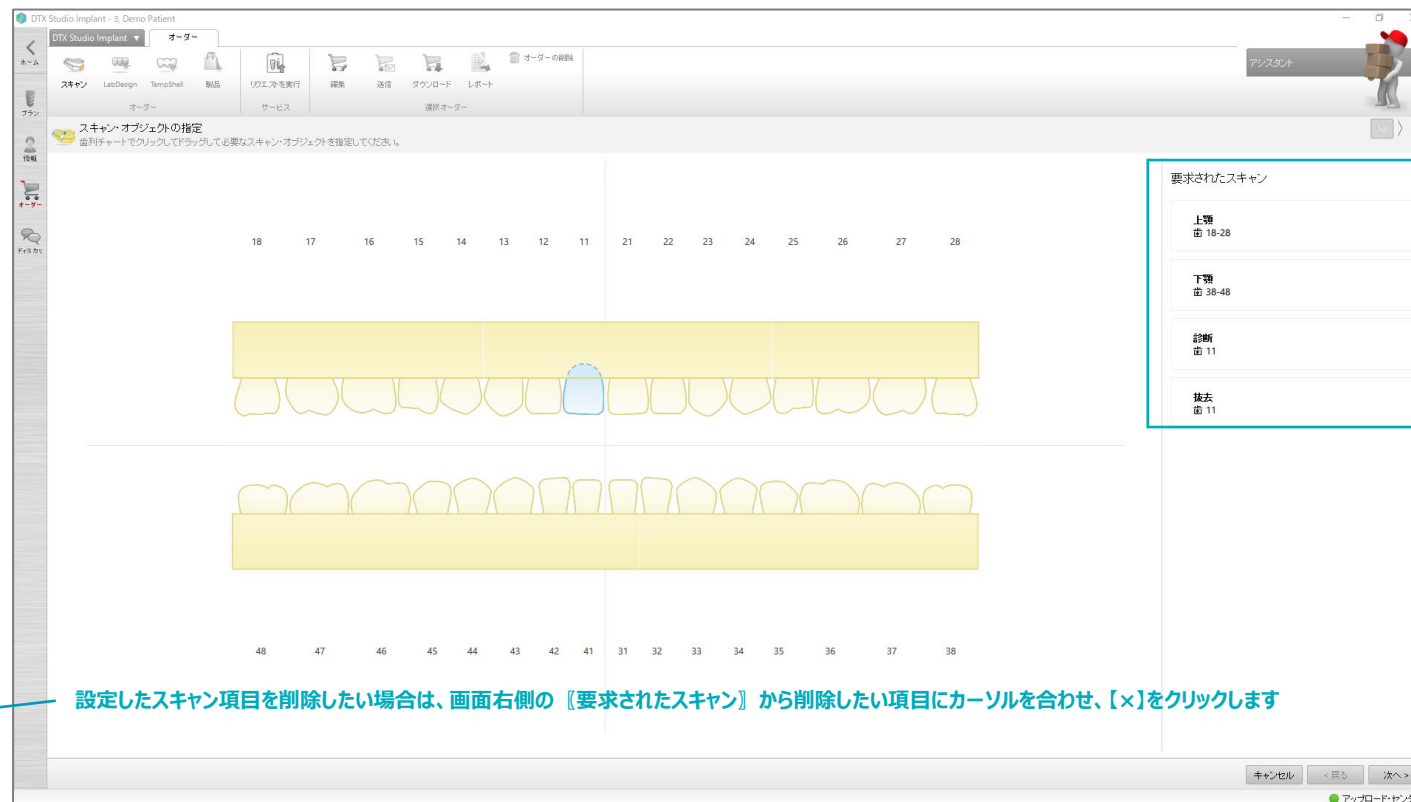 DTX Studio Implant - 3, Demo Patient
DTX Studio Implant ▼ オーダー
ホーム
スキャン LabDesign TempShell 製品 リクエストを実行 編集 送信 ダウンロード レポート オーダーの削除
オーダー サービス 選択オーダー
アシスタント
プラン
スキャン・オブジェクトの指定
歯列チャートでクリックしてドラッグして必要なスキャン・オブジェクトを指定してください。
情報
オーダー
要求されたスキャン
上顎
歯 18-28
下顎
歯 38-48
診断
歯 11
抜去
歯 11
18 17 16 15 14 13 12 11 21 22 23 24 25 26 27 28
48 47 46 45 44 43 42 41 31 32 33 34 35 36 37 38
設定したスキャン項目を削除したい場合は、画面右側の〖要求されたスキャン〗から削除したい項目にカーソルを合わせ、【×】をクリックします
キャンセル < 戻る 次へ >
アップロード・センタ